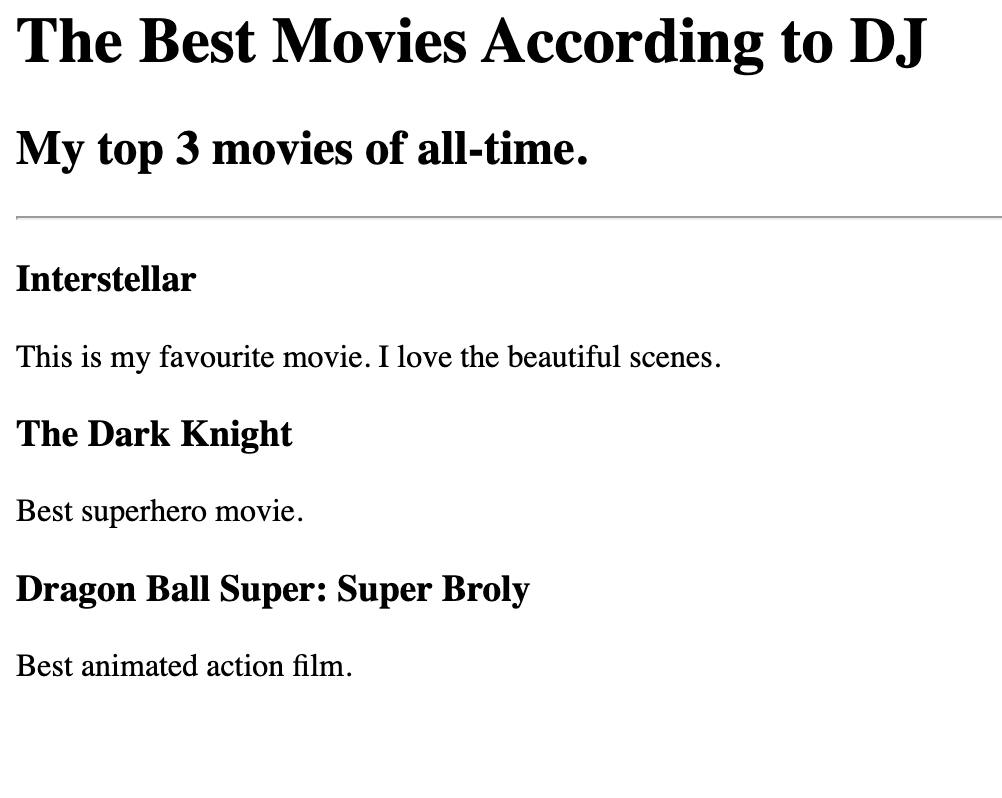 The Best Movies According to DJ
My top 3 movies of all-time.
Interstellar
This is my favourite movie. I love the beautiful scenes.
The Dark Knight
Best superhero movie.
Dragon Ball Super: Super Broly
Best animated action film.